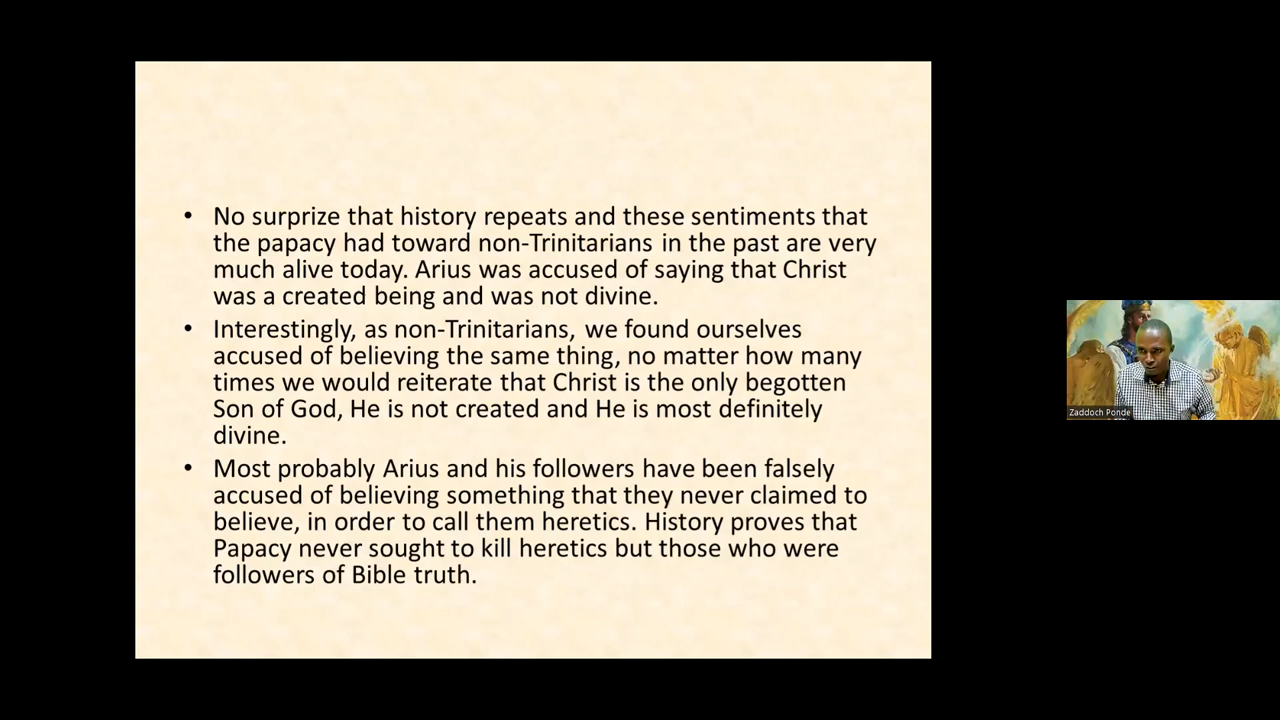 • No surprize that history repeats and these sentiments that
the papacy had toward non-Trinitarians in the past are very
much alive today. Arius was accused of saying that Christ
was a created being and was not divine.
• Interestingly, as non-Trinitarians, we found ourselves
accused of believing the same thing, no matter how many
times we would reiterate that Christ is the only begotten
Son of God, He is not created and He is most definitely
divine.
• Most probably Arius and his followers have been falsely
accused of believing something that they never claimed to
believe, in order to call them heretics. History proves that
Papacy never sought to kill heretics but those who were
followers of Bible truth.
Zaddoch Ponde